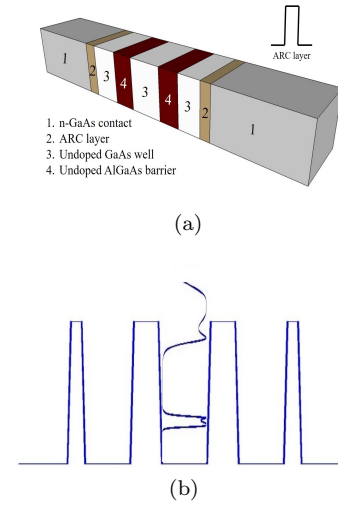 ARC layer
1
2
3
4
3
4
3
2
1
1. n-GaAs contact
2. ARC layer
3. Undoped GaAs well
4. Undoped AlGaAs barrier
(a)
(b)